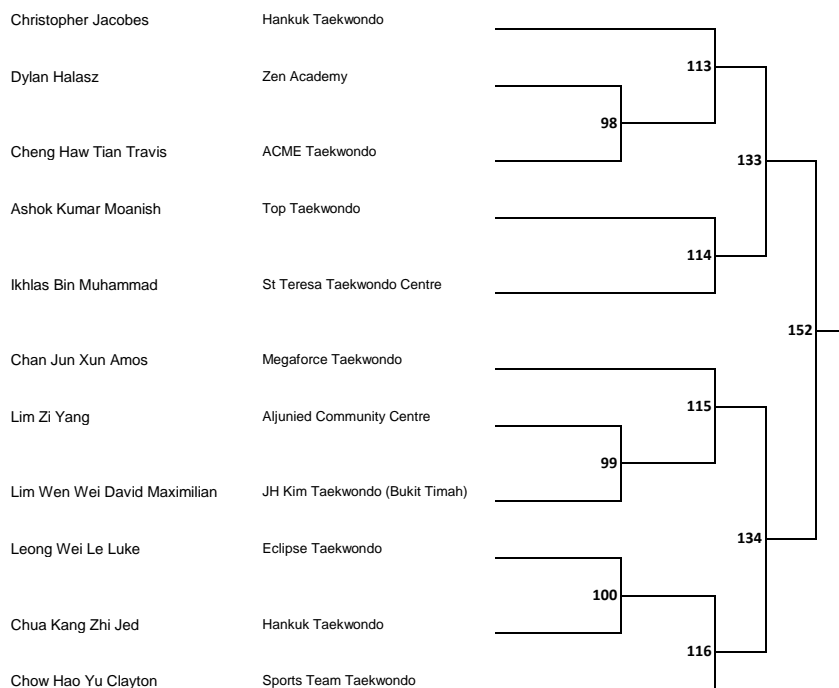 Christopher Jacobes Hankuk Taekwondo
113
Dylan Halasz Zen Academy
98
Cheng Haw Tian Travis ACME Taekwondo
133
Ashok Kumar Moanish Top Taekwondo
114
Ikhlas Bin Muhammad St Teresa Taekwondo Centre
152
Chan Jun Xun Amos Megaforce Taekwondo
115
Lim Zi Yang Aljunied Community Centre
99
Lim Wen Wei David Maximilian JH Kim Taekwondo (Bukit Timah)
134
Leong Wei Le Luke Eclipse Taekwondo
100
Chua Kang Zhi Jed Hankuk Taekwondo
116
Chow Hao Yu Clayton Sports Team Taekwondo